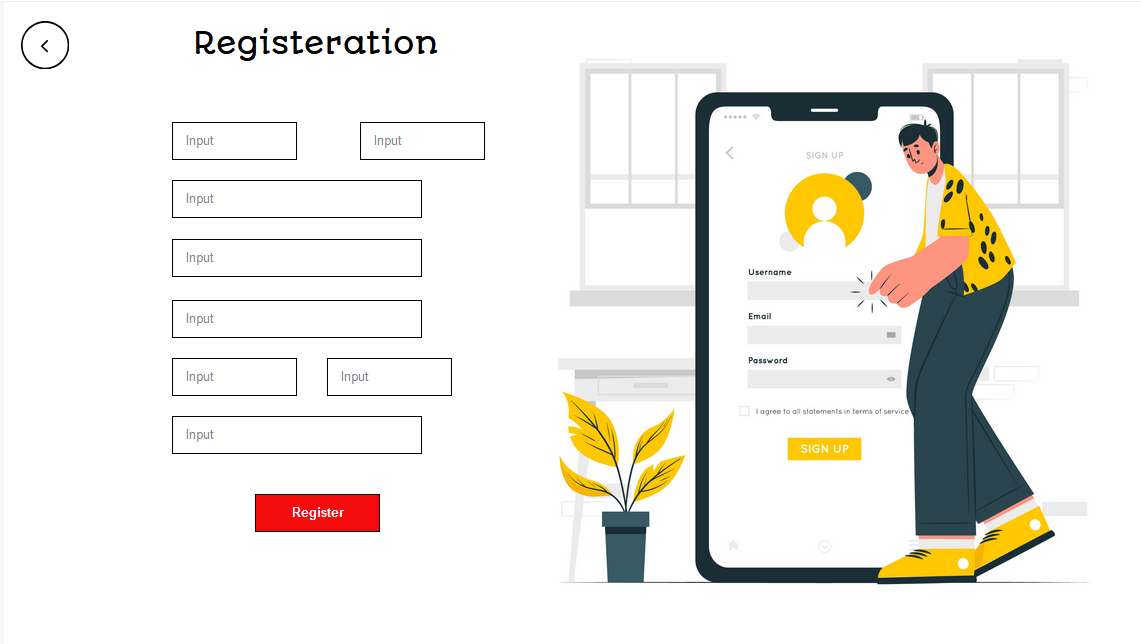 Registeration
Input Input
Input
Input
Input
Input Input
Input
Register
SIGN UP
Username
Email
Password
I agree to all statements in terms of service
SIGN UP